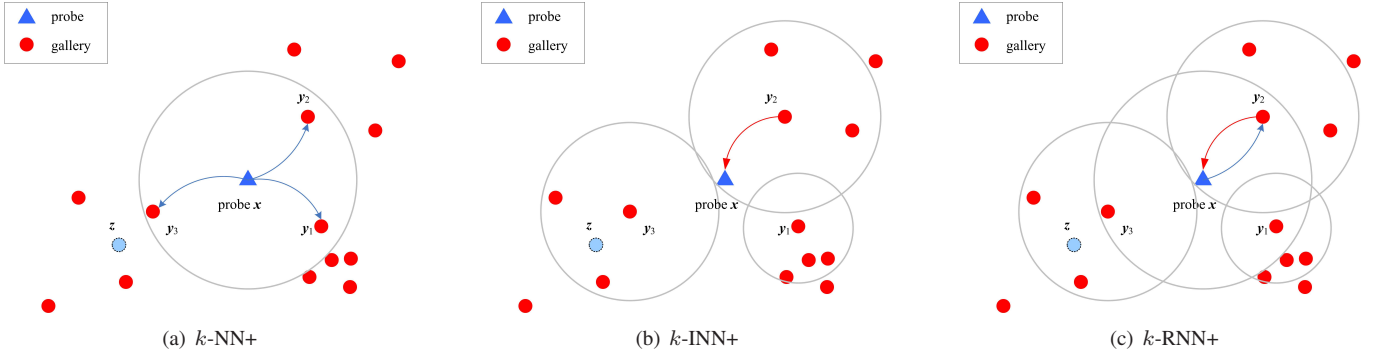 probe
gallery
y₂
probe x
z
y₃
y₁
(a) k-NN+
probe
gallery
y₂
probe x
z
y₃
y₁
(b) k-INN+
probe
gallery
y₂
probe x
z
y₃
y₁
(c) k-RNN+